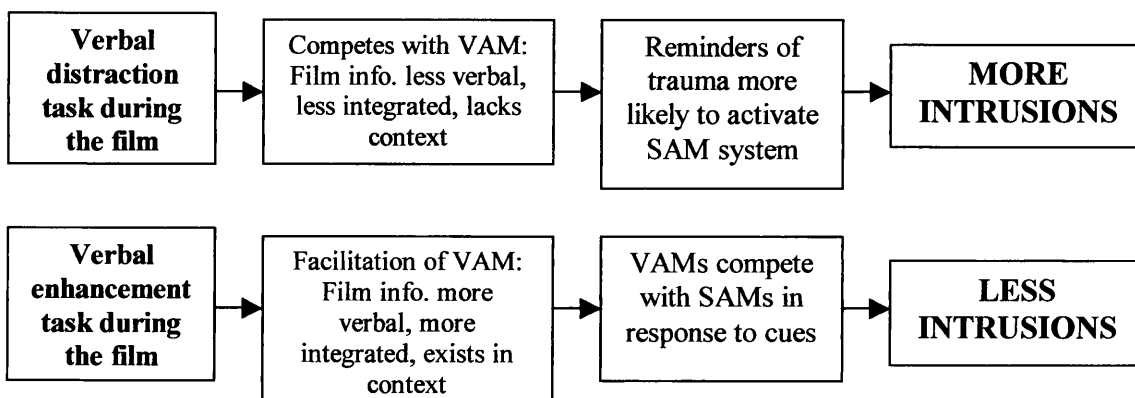 Verbal
distraction
task during
the film
Competes with VAM:
Film info. less verbal,
less integrated, lacks
context
Reminders of
trauma more
likely to activate
SAM system
MORE
INTRUSIONS
Verbal
enhancement
task during
the film
Facilitation of VAM:
Film info. more
verbal, more
integrated, exists in
context
VAMs compete
with SAMs in
response to cues
LESS
INTRUSIONS